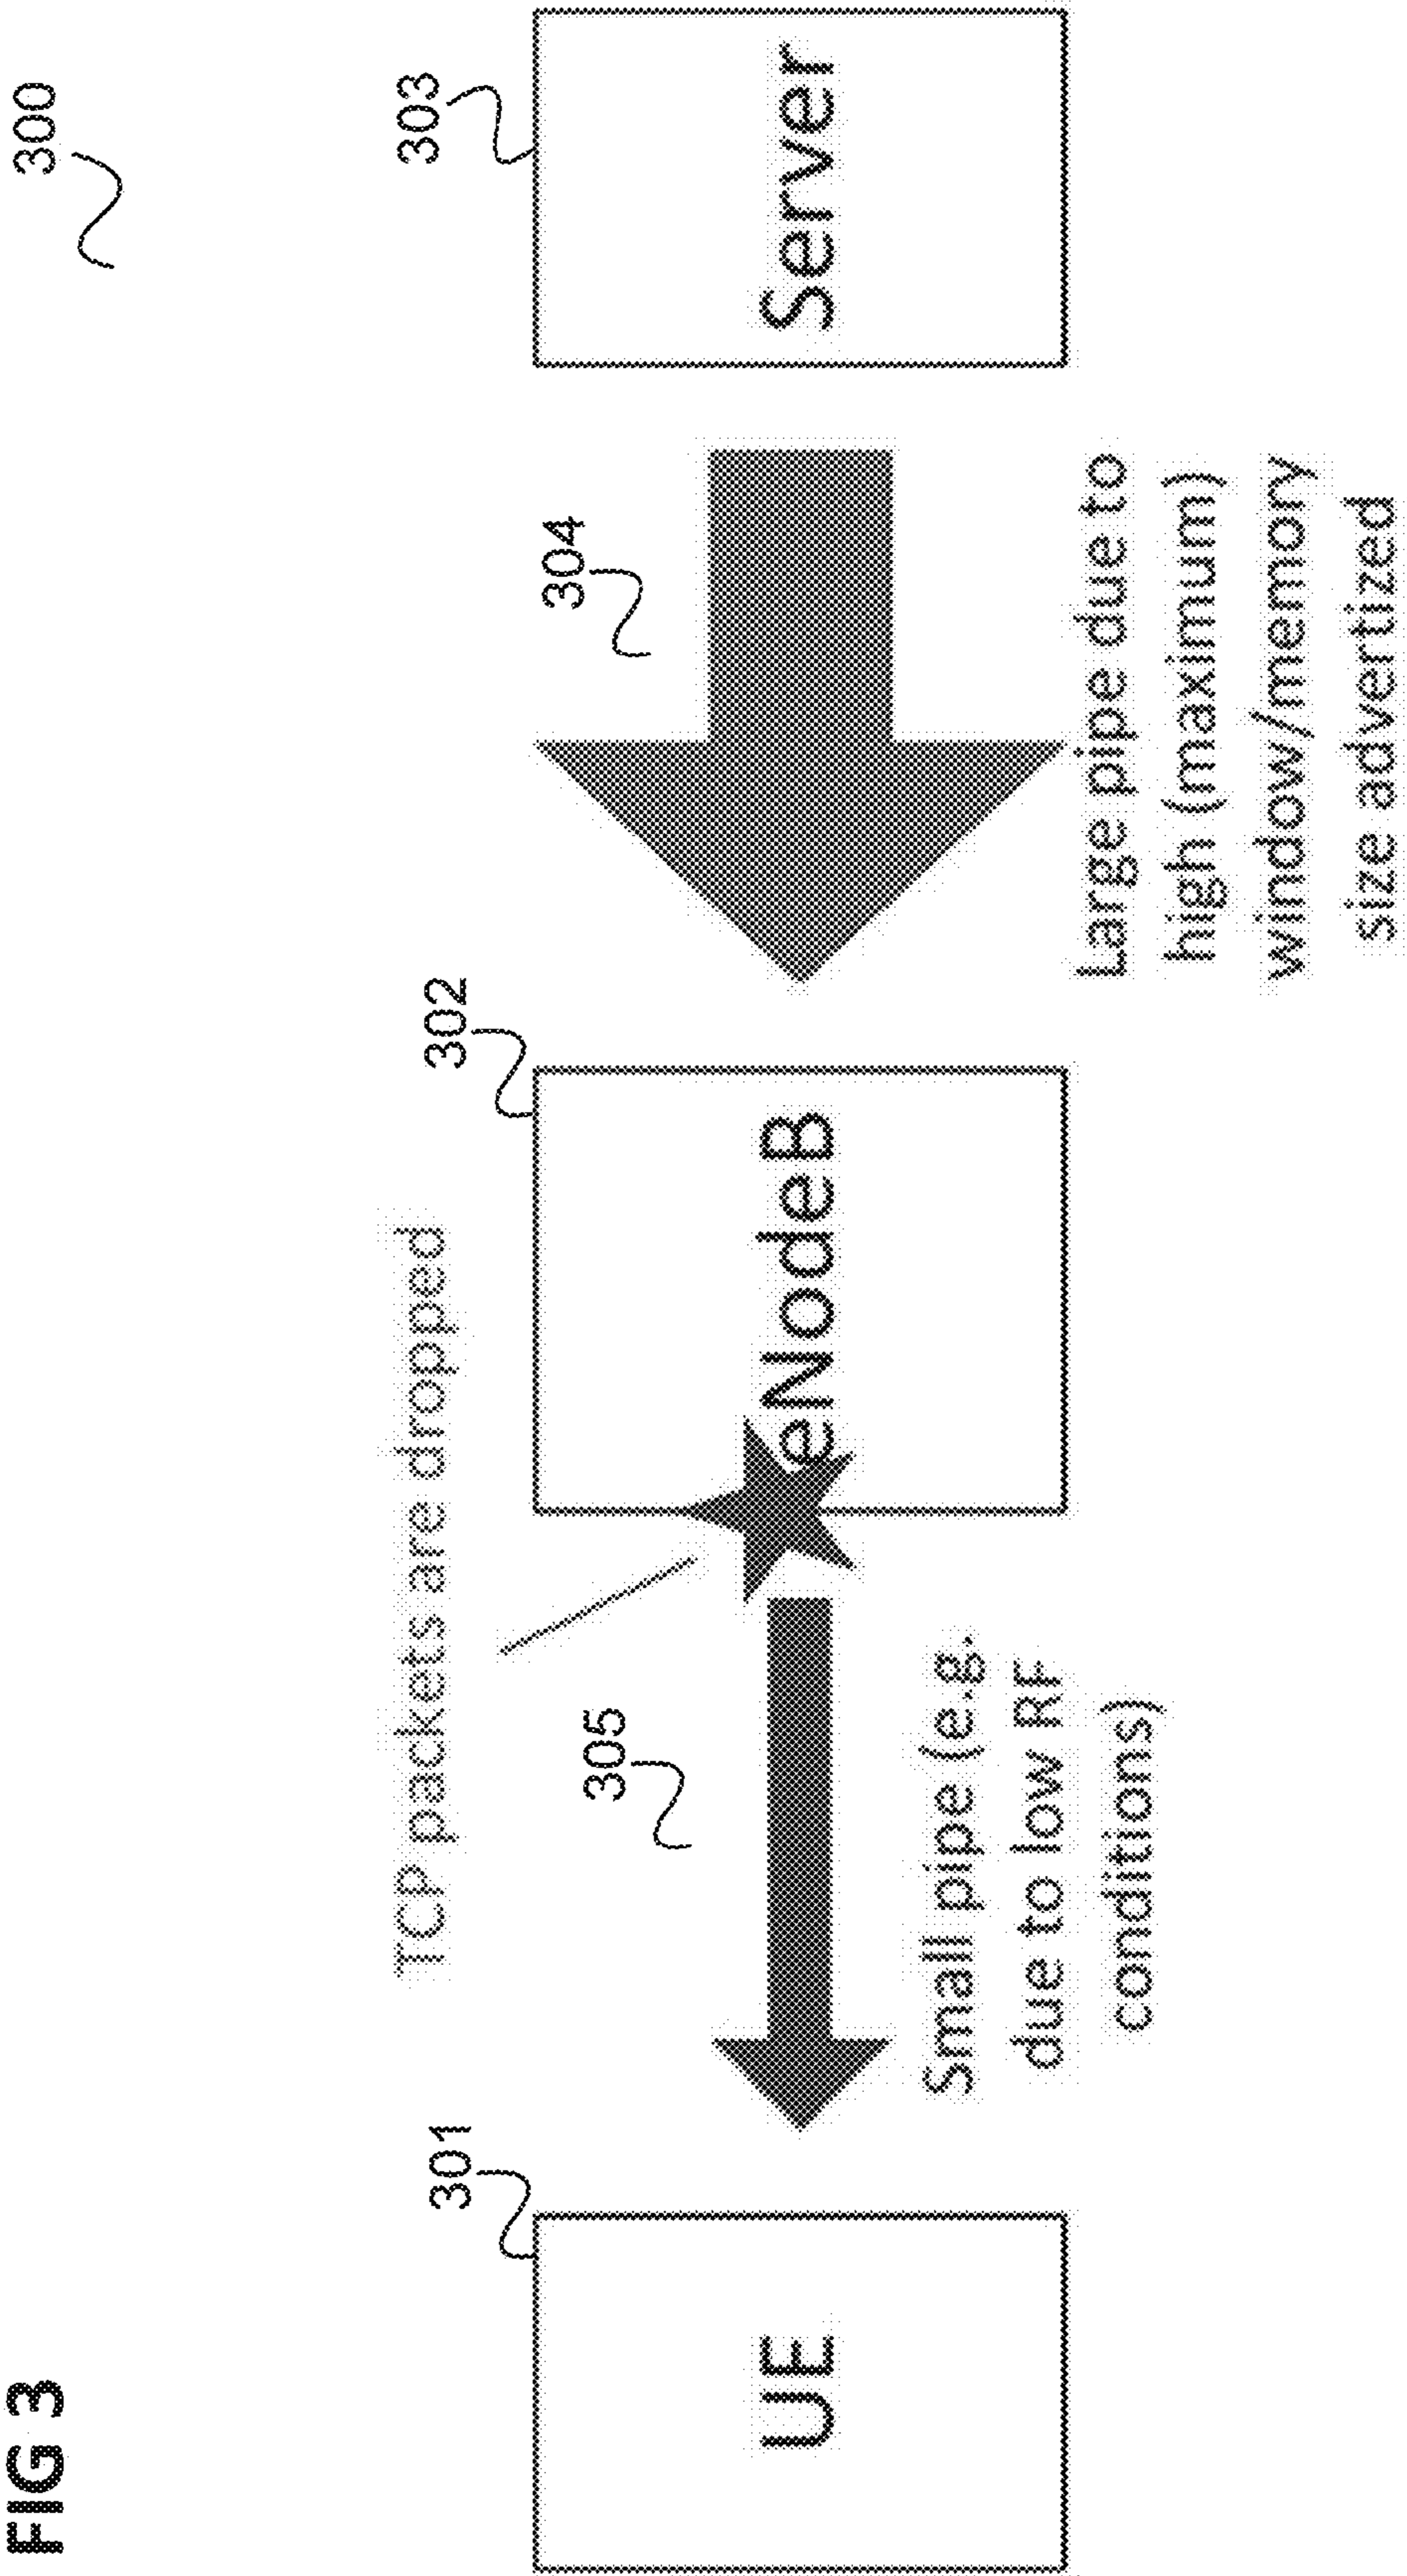 FIG 3
300
TCP packets are dropped
301
302
303
304
305
UE
eNodeB
Server
Small pipe (e.g.
due to low RF
conditions)
Large pipe due to
high (maximum)
window/memory
size advertized